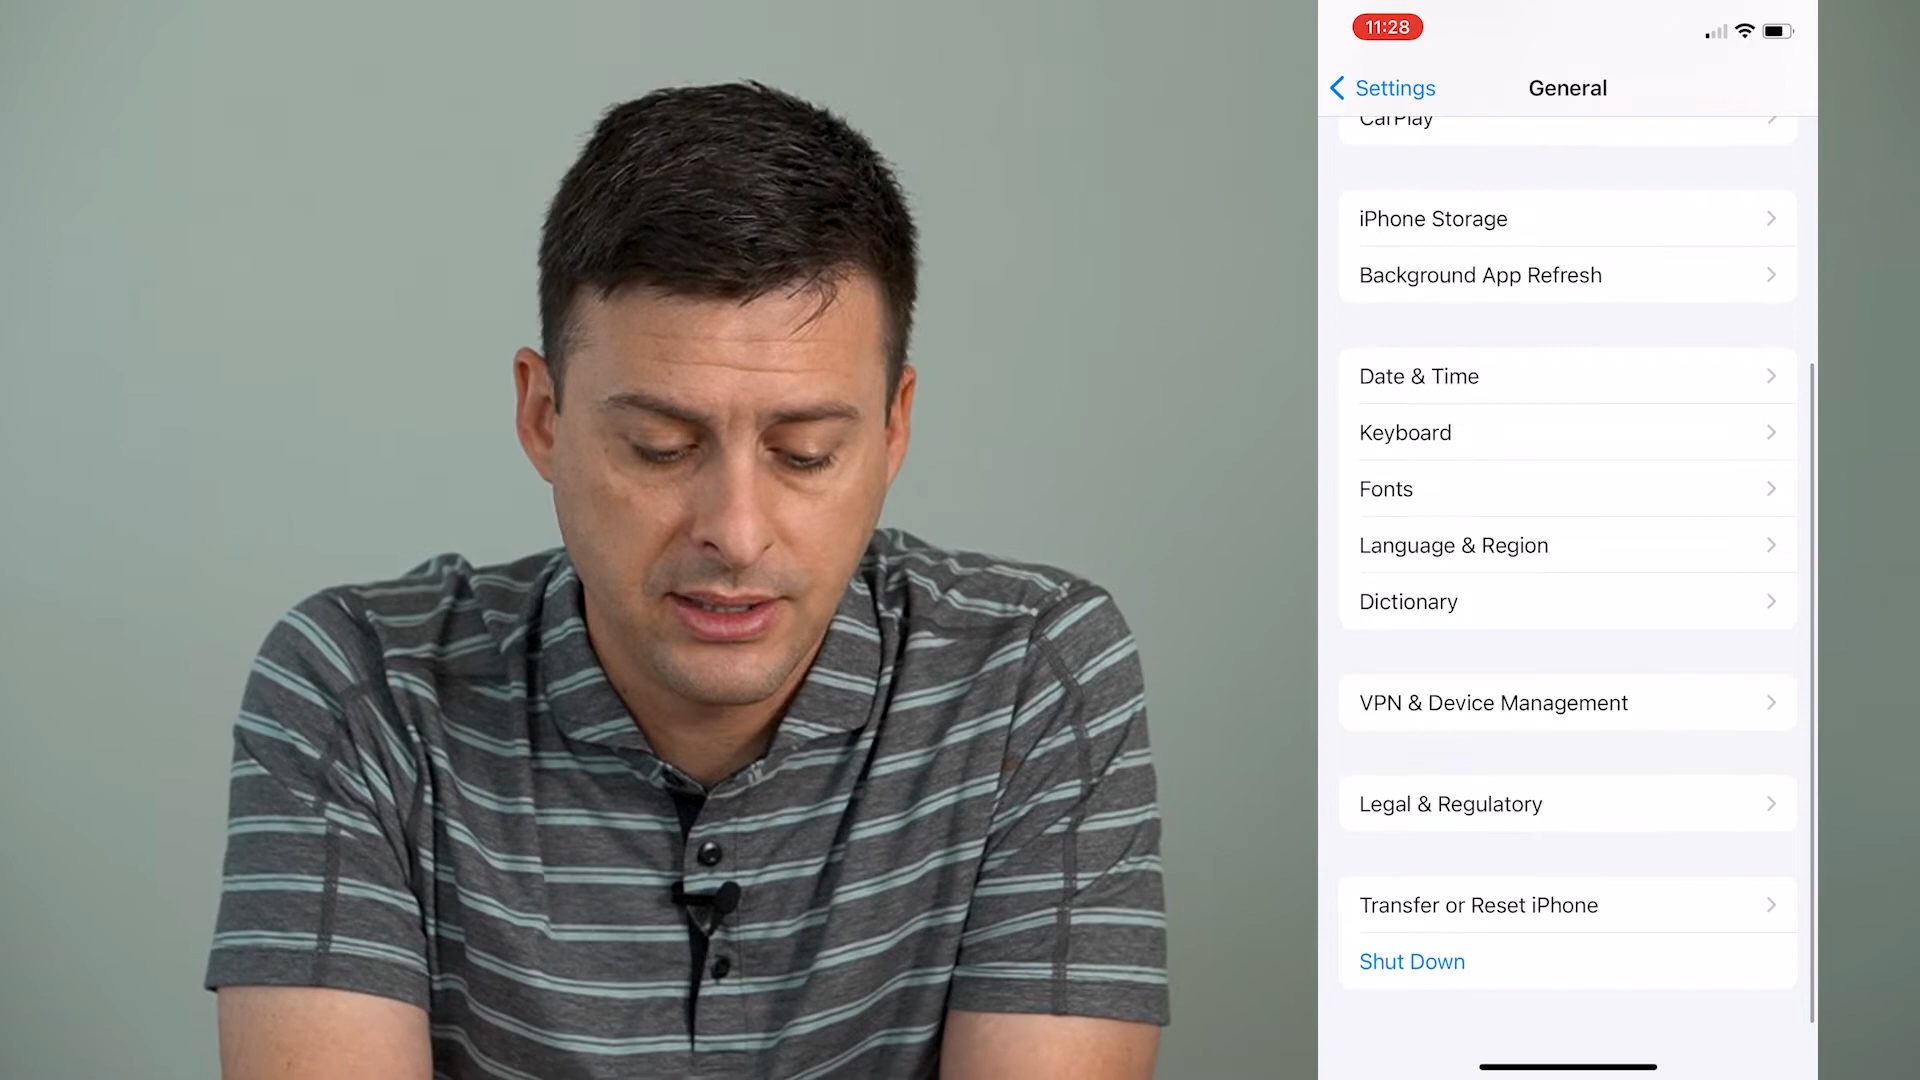 11:28
Settings
General
CarPlay
iPhone Storage
Background App Refresh
Date & Time
Keyboard
Fonts
Language & Region
Dictionary
VPN & Device Management
Legal & Regulatory
Transfer or Reset iPhone
Shut Down